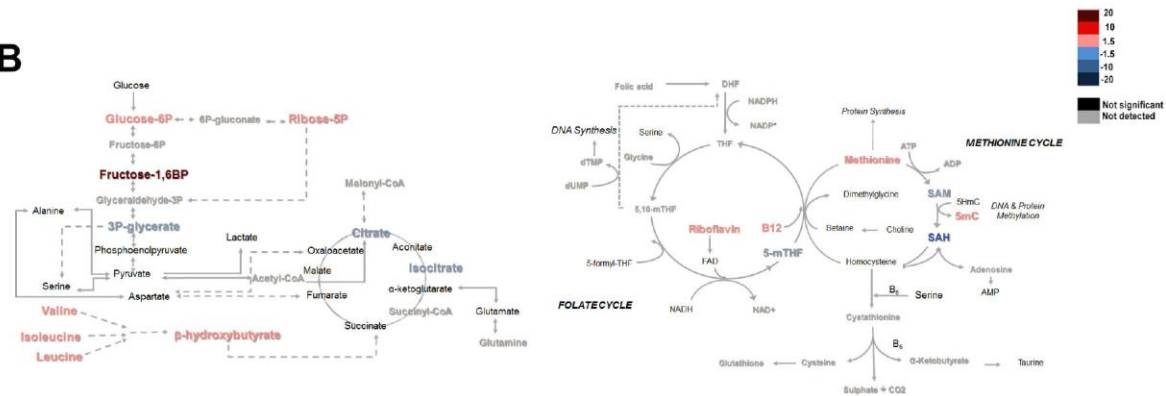 B
20
10
1.5
-1.5
-10
-20
Not significant
Not detected
Glucose
Glucose-6P
6P-gluconate
Ribose-5P
Fructose-6P
Fructose-1,6BP
Glyceraldehyde-3P
Malonyl-CoA
Alanine
3P-glycerate
Lactate
Citrate
Phosphoenolpyruvate
Oxaloacetate
Aconitate
Pyruvate
Acetyl-CoA
Malate
Isocitrate
Serine
Aspartate
Fumarate
α-ketoglutarate
Valine
Succinyl-CoA
Glutamate
Succinate
Isoleucine
β-hydroxybutyrate
Glutamine
Leucine
Folic acid
DHF
NADPH
NADP+
DNA Synthesis
Serine
THF
dTMP
Glycine
dUMP
5,10-mTHF
Riboflavin
B12
5-mTHF
5-formyl-THF
FAD
FOLATE CYCLE
NADH
NAD+
Protein Synthesis
METHIONINE CYCLE
ATP
Methionine
ADP
Dimethylglycine
SAM
5HmC
DNA & Protein
Methylation
5mC
Betaine
Choline
SAH
Homocysteine
Adenosine
AMP
B6
Serine
Cystathionine
B6
Glutathione
Cysteine
α-Ketobutyrate
Taurine
Sulphate + CO2